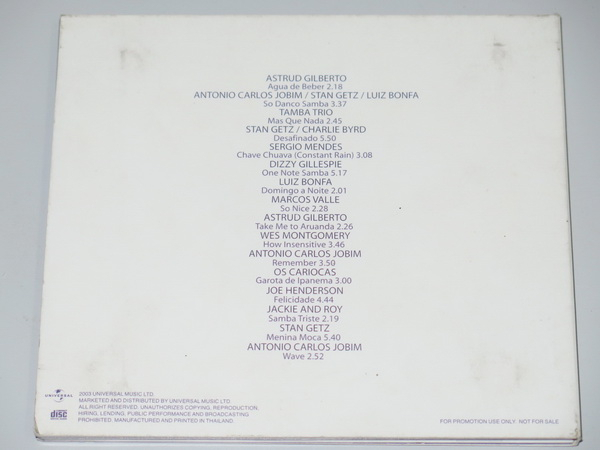 ASTRUD GILBERTO
Agua de Beber 2.18
ANTONIO CARLOS JOBIM / STAN GETZ / LUIZ BONFA
So Danco Samba 3.37
TAMBA TRIO
Mas Que Nada 2.45
STAN GETZ / CHARLIE BYRD
Desafinado 5.50
SERGIO MENDES
Chave Chuava (Constant Rain) 3.08
DIZZY GILLESPIE
One Note Samba 5.17
LUIZ BONFA
Domingo a Noite 2.01
MARCOS VALLE
So Nice 2.28
ASTRUD GILBERTO
Take Me to Aruanda 2.26
WES MONTGOMERY
How Insensitive 3.46
ANTONIO CARLOS JOBIM
Remember 3.50
OS CARIOCAS
Garota de Ipanema 3.00
JOE HENDERSON
Felicidade 4.44
JACKIE AND ROY
Samba Triste 2.19
STAN GETZ
Menina Moca 5.40
ANTONIO CARLOS JOBIM
Wave 2.52
UNIVERSAL
disc
2003 UNIVERSAL MUSIC LTD.
MARKETED AND DISTRIBUTED BY UNIVERSAL MUSIC LTD.
ALL RIGHT RESERVED. UNAUTHORIZES COPYING, REPRODUCTION,
HIRING, LENDING, PUBLIC PERFORMANCE AND BROADCASTING
PROHIBITED. MANUFACTURED AND PRINTED IN THAILAND.
FOR PROMOTION USE ONLY. NOT FOR SALE